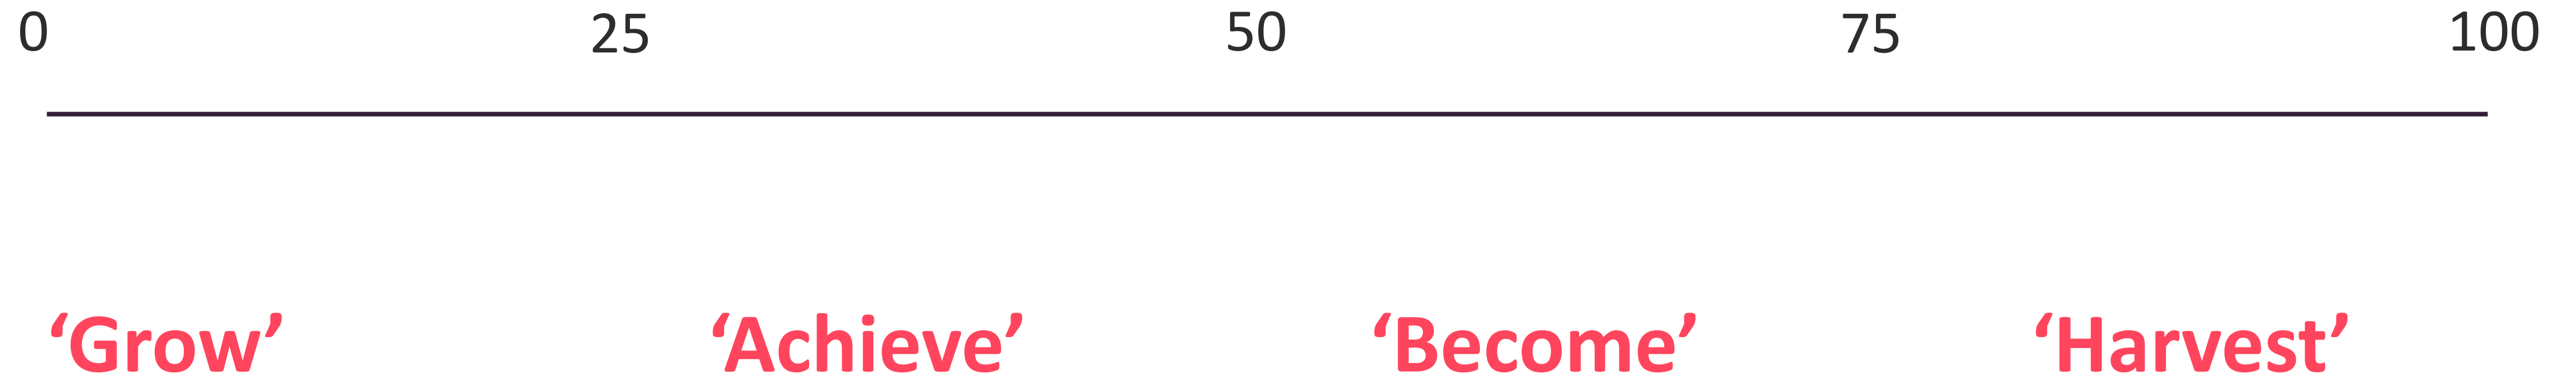 0 25 50 75 100
‘Grow’ ‘Achieve’ ‘Become’ ‘Harvest’